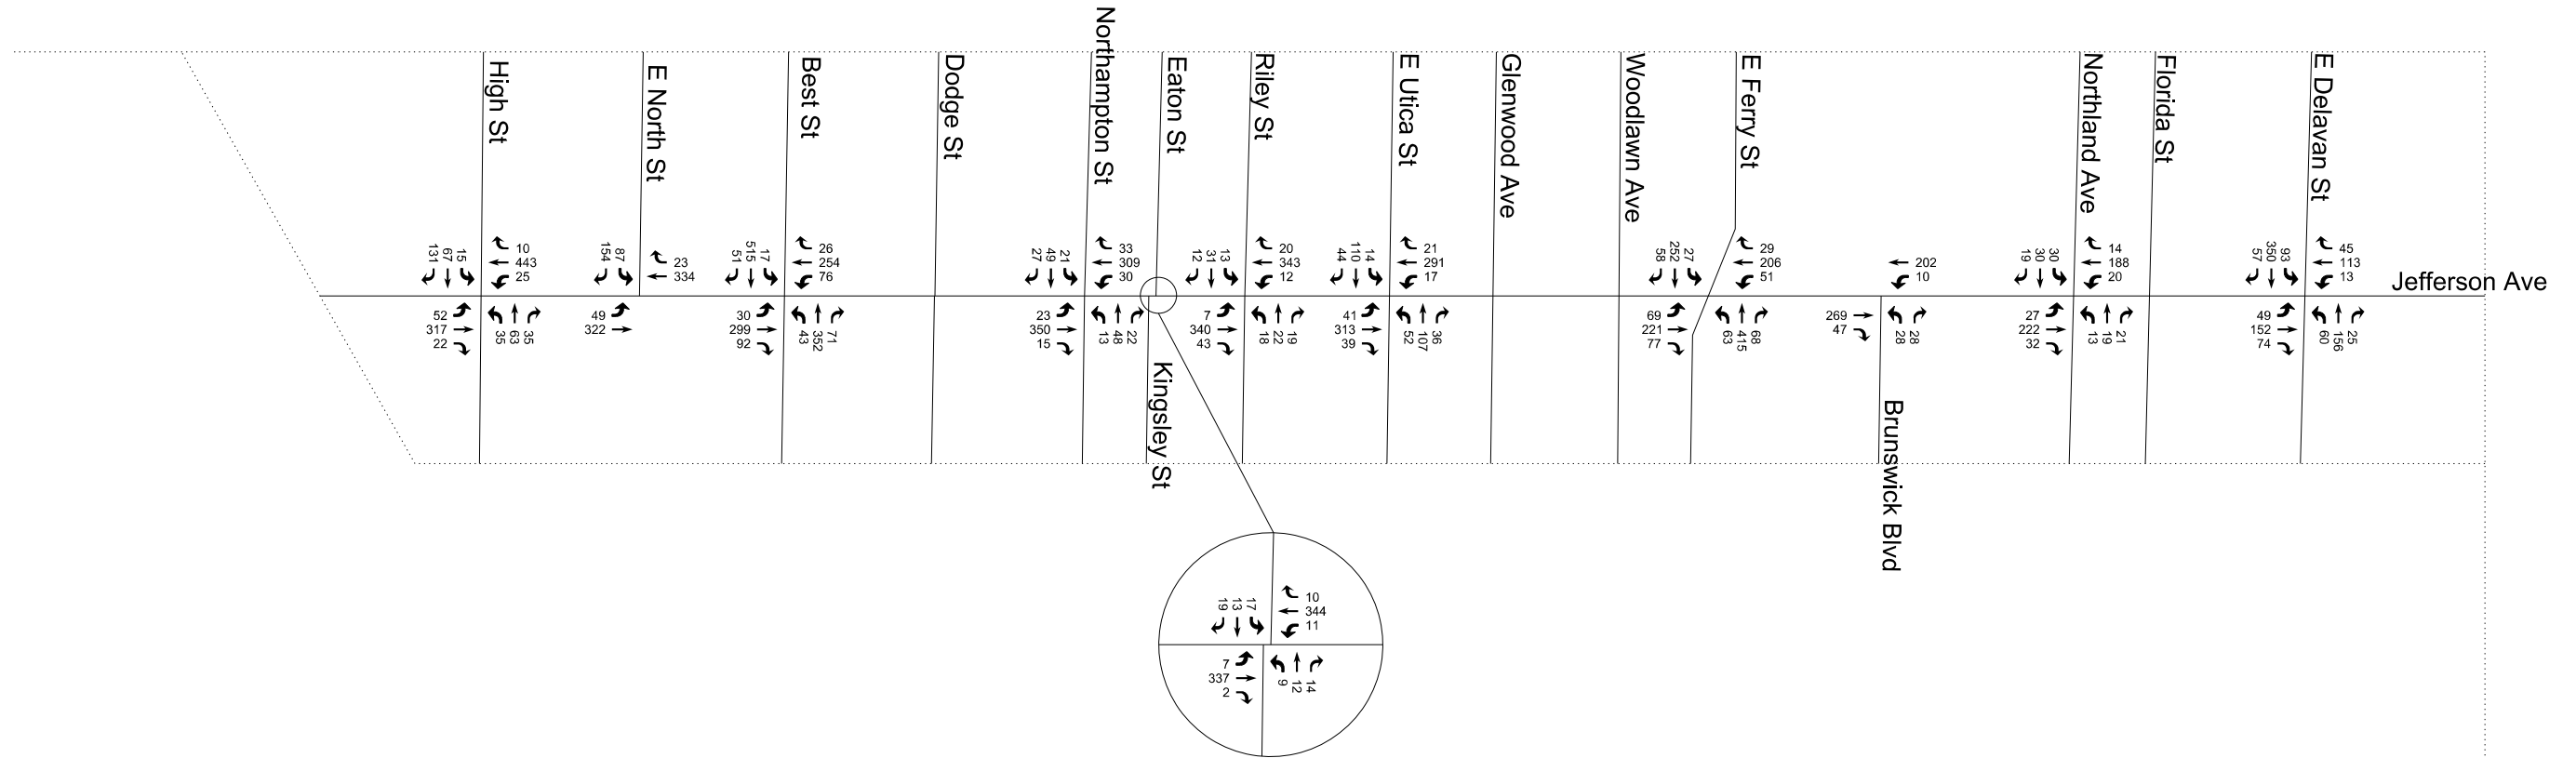 High St
E North St
Best St
Dodge St
Northampton St
Eaton St
Riley St
E Utica St
Glenwood Ave
Woodlawn Ave
E Ferry St
Northland Ave
Florida St
E Delavan St
Jefferson Ave
Kingsley St
Brunswick Blvd
131 67 15
10
443
25
52
317
22
35 63 35
154 87
23
334
49
322
51 515 17
26
254
76
30
299
92
43 352 71
27 49 21
33
309
30
23
350
15
13 48 22
12 31 13
20
343
12
7
340
43
18 22 19
44 110 14
21
291
17
41
313
39
52 107 36
58 252 27
29
206
51
69
221
77
63 415 68
202
10
269
47
28 28
19 30 30
14
188
20
27
222
32
13 19 21
57 350 93
45
113
13
49
152
74
60 156 25
19 13 17
10
344
11
7
337
2
9 12 14